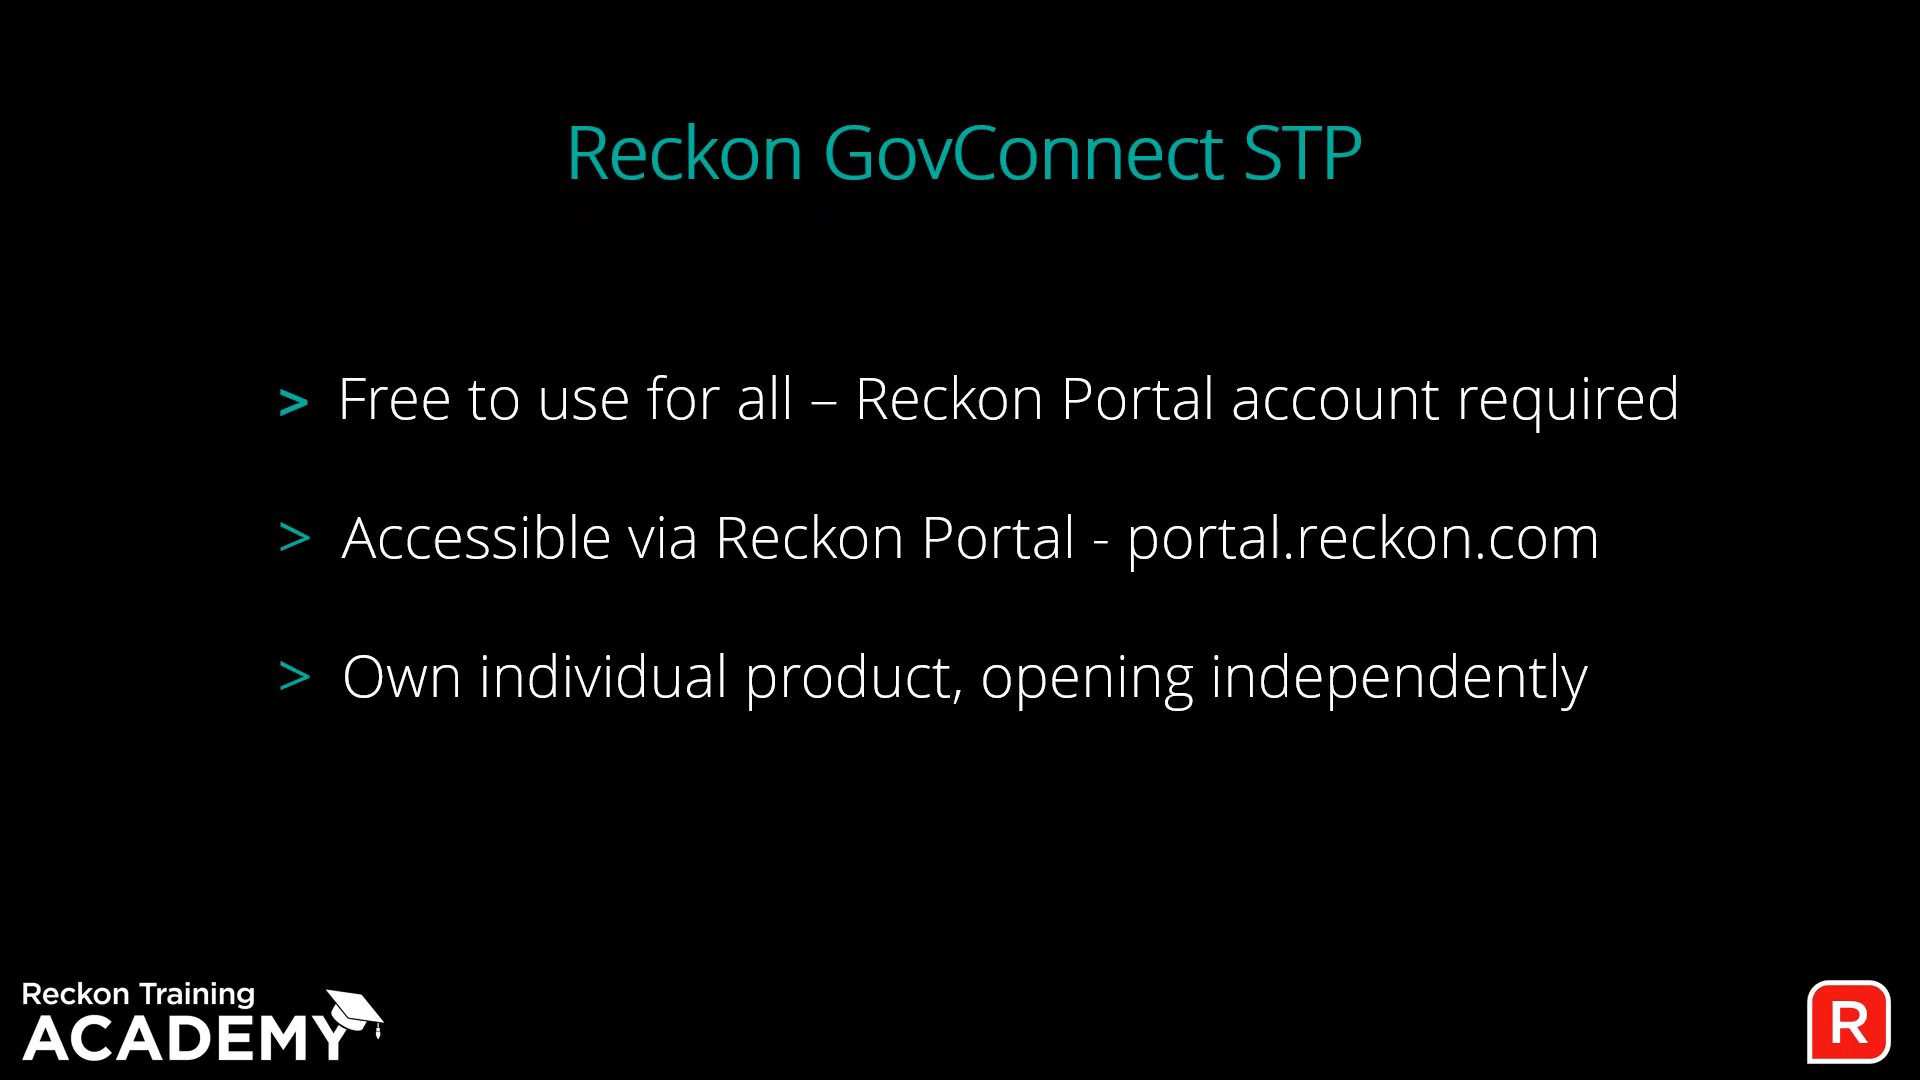 Reckon GovConnect STP
> Free to use for all – Reckon Portal account required
> Accessible via Reckon Portal - portal.reckon.com
> Own individual product, opening independently
Reckon Training
ACADEMY
R